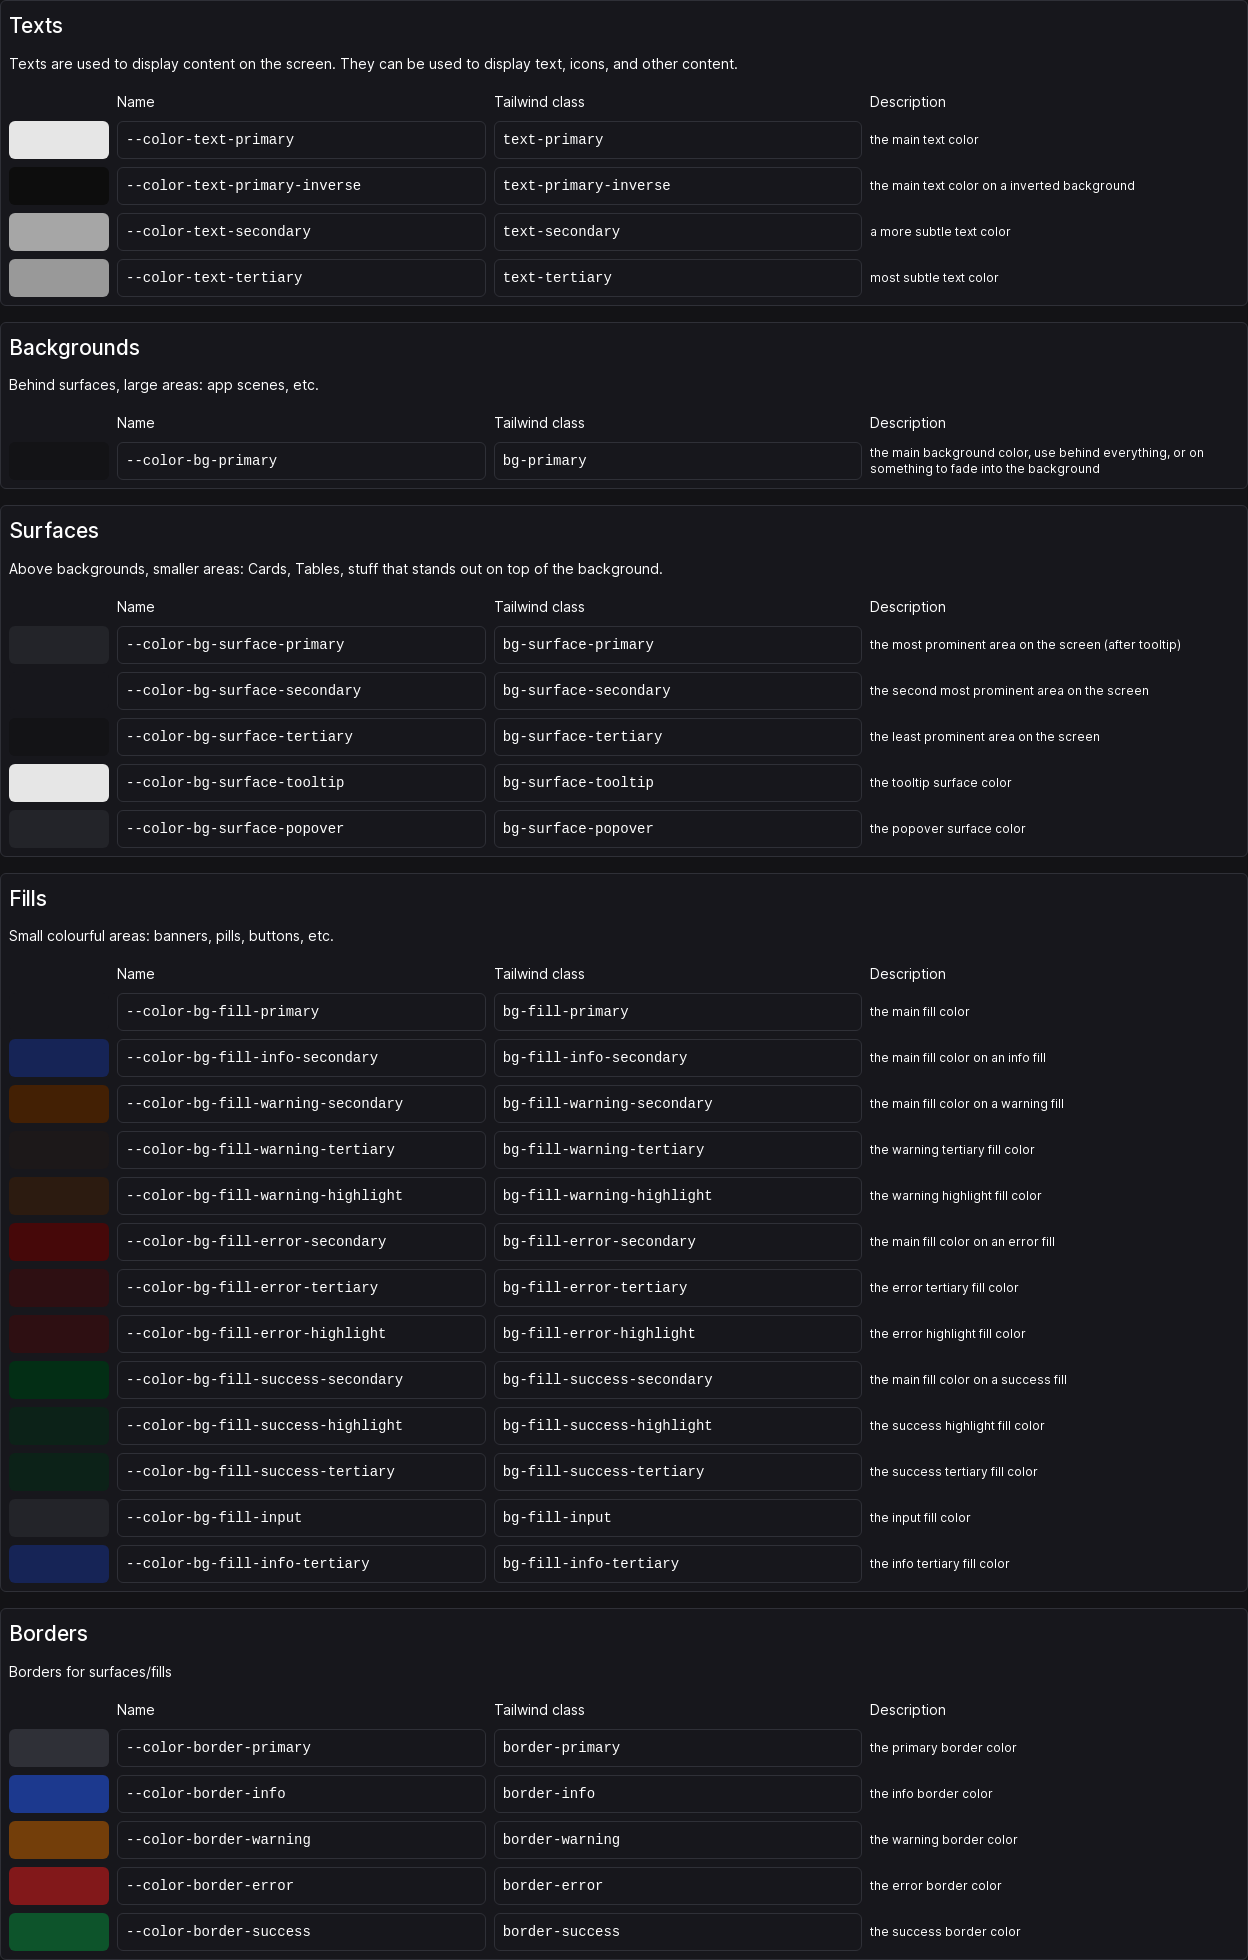 Texts
Texts are used to display content on the screen. They can be used to display text, icons, and other content.
Name Tailwind class Description
--color-text-primary text-primary the main text color
--color-text-primary-inverse text-primary-inverse the main text color on a inverted background
--color-text-secondary text-secondary a more subtle text color
--color-text-tertiary text-tertiary most subtle text color
Backgrounds
Behind surfaces, large areas: app scenes, etc.
Name Tailwind class Description
--color-bg-primary bg-primary the main background color, use behind everything, or on
something to fade into the background
Surfaces
Above backgrounds, smaller areas: Cards, Tables, stuff that stands out on top of the background.
Name Tailwind class Description
--color-bg-surface-primary bg-surface-primary the most prominent area on the screen (after tooltip)
--color-bg-surface-secondary bg-surface-secondary the second most prominent area on the screen
--color-bg-surface-tertiary bg-surface-tertiary the least prominent area on the screen
--color-bg-surface-tooltip bg-surface-tooltip the tooltip surface color
--color-bg-surface-popover bg-surface-popover the popover surface color
Fills
Small colourful areas: banners, pills, buttons, etc.
Name Tailwind class Description
--color-bg-fill-primary bg-fill-primary the main fill color
--color-bg-fill-info-secondary bg-fill-info-secondary the main fill color on an info fill
--color-bg-fill-warning-secondary bg-fill-warning-secondary the main fill color on a warning fill
--color-bg-fill-warning-tertiary bg-fill-warning-tertiary the warning tertiary fill color
--color-bg-fill-warning-highlight bg-fill-warning-highlight the warning highlight fill color
--color-bg-fill-error-secondary bg-fill-error-secondary the main fill color on an error fill
--color-bg-fill-error-tertiary bg-fill-error-tertiary the error tertiary fill color
--color-bg-fill-error-highlight bg-fill-error-highlight the error highlight fill color
--color-bg-fill-success-secondary bg-fill-success-secondary the main fill color on a success fill
--color-bg-fill-success-highlight bg-fill-success-highlight the success highlight fill color
--color-bg-fill-success-tertiary bg-fill-success-tertiary the success tertiary fill color
--color-bg-fill-input bg-fill-input the input fill color
--color-bg-fill-info-tertiary bg-fill-info-tertiary the info tertiary fill color
Borders
Borders for surfaces/fills
Name Tailwind class Description
--color-border-primary border-primary the primary border color
--color-border-info border-info the info border color
--color-border-warning border-warning the warning border color
--color-border-error border-error the error border color
--color-border-success border-success the success border color